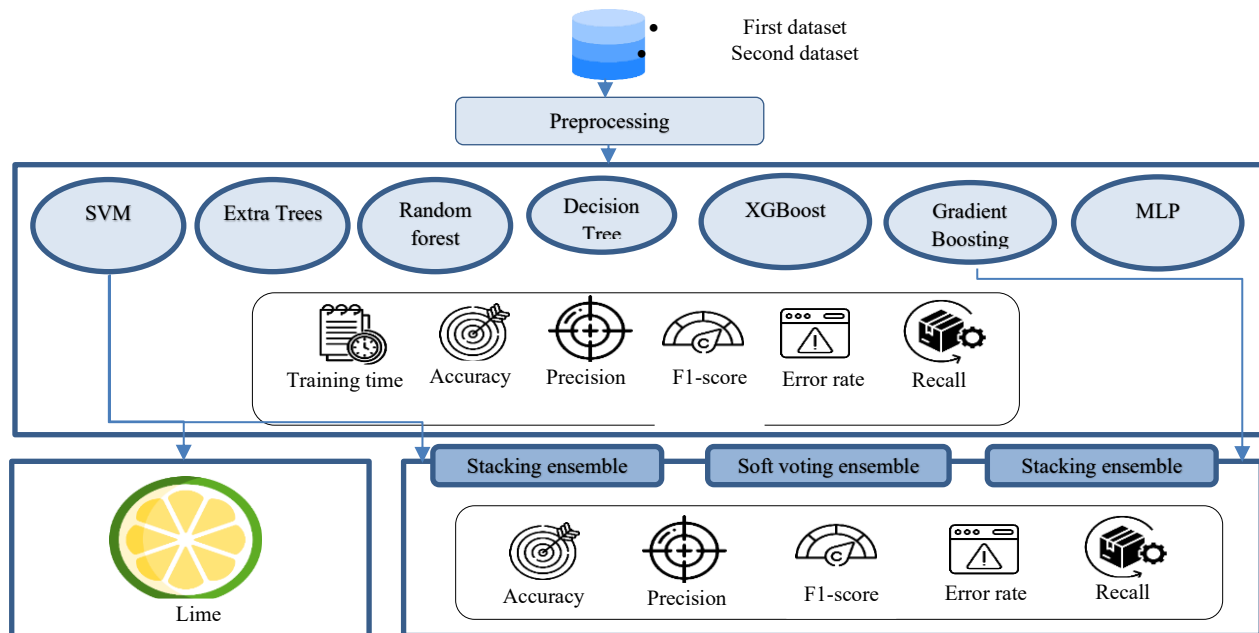 First dataset
Second dataset
Preprocessing
SVM
Extra Trees
Random
forest
Decision
Tree
XGBoost
Gradient
Boosting
MLP
Training time
Accuracy
Precision
C
F1-score
Error rate
Recall
Stacking ensemble
Soft voting ensemble
Stacking ensemble
Lime
Accuracy
Precision
C
F1-score
Error rate
Recall